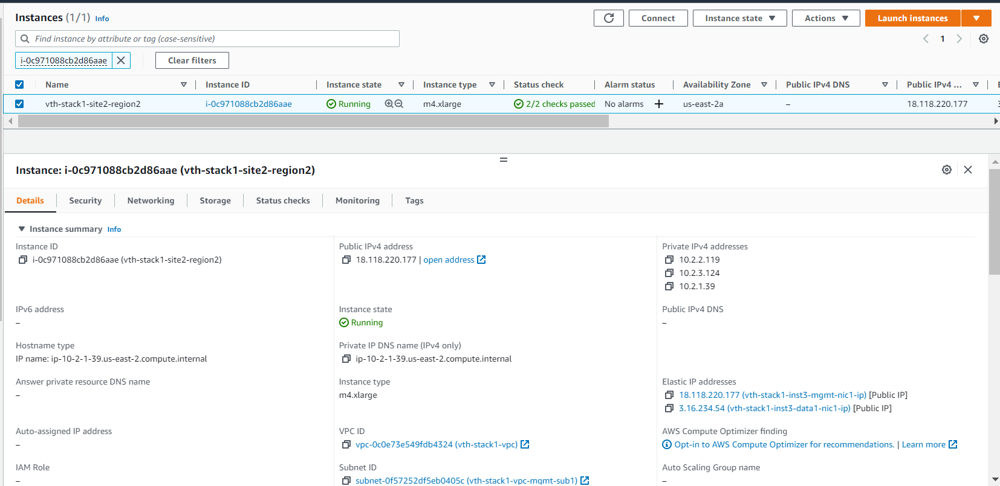 Instances (1/1) Info
Connect
Instance state
Actions
Launch instances
Find instance by attribute or tag (case-sensitive)
1
i-0c971088cb2d86aae
Clear filters
Name Instance ID Instance state Instance type Status check Alarm status Availability Zone Public IPv4 DNS Public IPv4 ...
vth-stack1-site2-region2 i-0c971088cb2d86aae Running m4.xlarge 2/2 checks passed No alarms + us-east-2a – 18.118.220.177
Instance: i-0c971088cb2d86aae (vth-stack1-site2-region2)
Details Security Networking Storage Status checks Monitoring Tags
Instance summary Info
Instance ID Public IPv4 address Private IPv4 addresses
i-0c971088cb2d86aae (vth-stack1-site2-region2) 18.118.220.177 | open address 10.2.2.119
10.2.3.124
10.2.1.39
IPv6 address Instance state Public IPv4 DNS
– Running –
Hostname type Private IP DNS name (IPv4 only)
IP name: ip-10-2-1-39.us-east-2.compute.internal ip-10-2-1-39.us-east-2.compute.internal
Answer private resource DNS name Instance type Elastic IP addresses
– m4.xlarge 18.118.220.177 (vth-stack1-inst3-mgmt-nic1-ip) [Public IP]
3.16.234.54 (vth-stack1-inst3-data1-nic1-ip) [Public IP]
Auto-assigned IP address VPC ID AWS Compute Optimizer finding
– vpc-0c0e73e549fdb4324 (vth-stack1-vpc) Opt-in to AWS Compute Optimizer for recommendations. | Learn more
IAM Role Subnet ID Auto Scaling Group name
– subnet-0f57252df5eb0405c (vth-stack1-vpc-mgmt-sub1) –